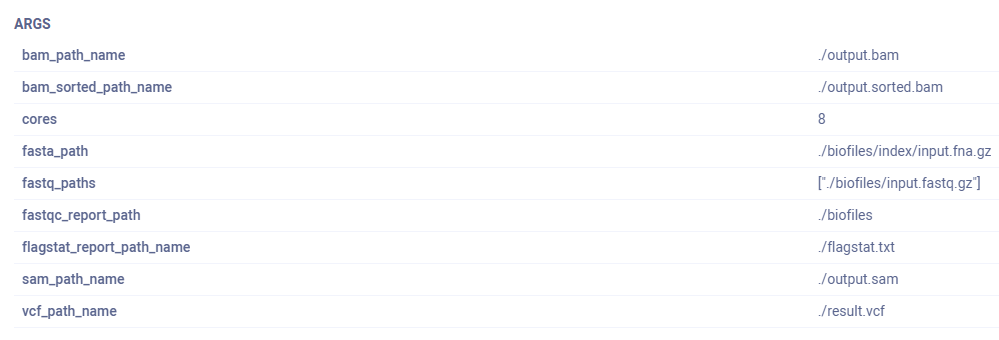 ARGS
bam_path_name ./output.bam
bam_sorted_path_name ./output.sorted.bam
cores 8
fasta_path ./biofiles/index/input.fna.gz
fastq_paths ["./biofiles/input.fastq.gz"]
fastqc_report_path ./biofiles
flagstat_report_path_name ./flagstat.txt
sam_path_name ./output.sam
vcf_path_name ./result.vcf